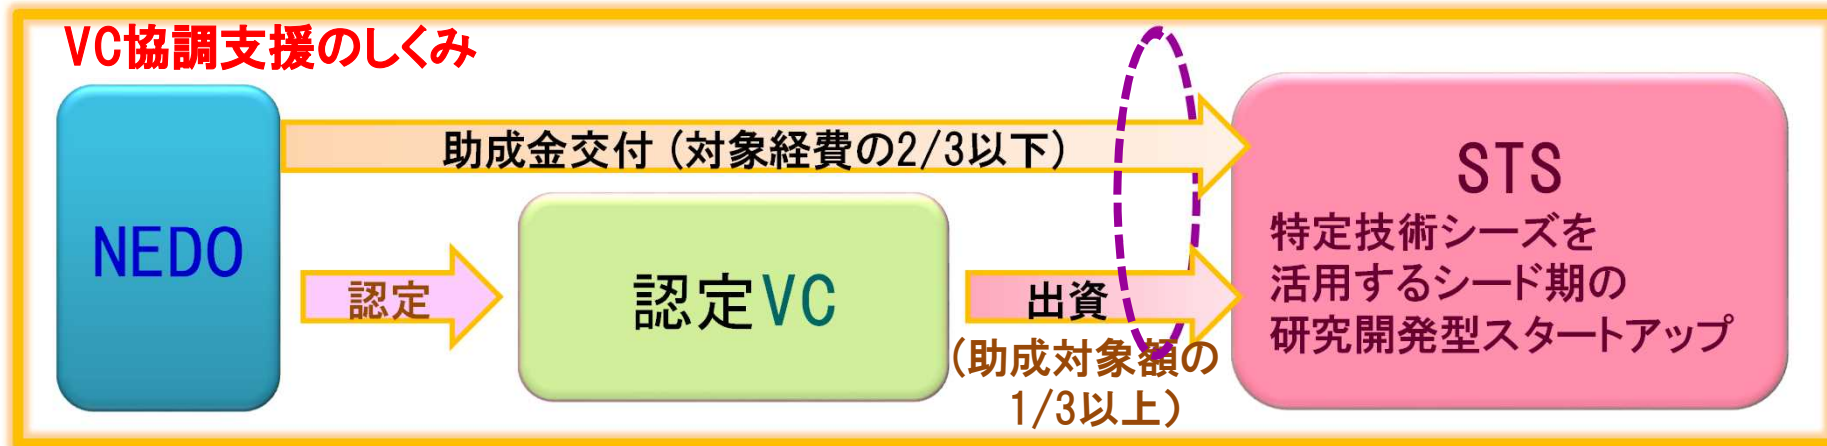 VC協調支援のしくみ
助成金交付 (対象経費の2/3以下)
NEDO
認定
認定VC
出資
(助成対象額の
1/3以上)
STS
特定技術シーズを
活用するシード期の
研究開発型スタートアップ